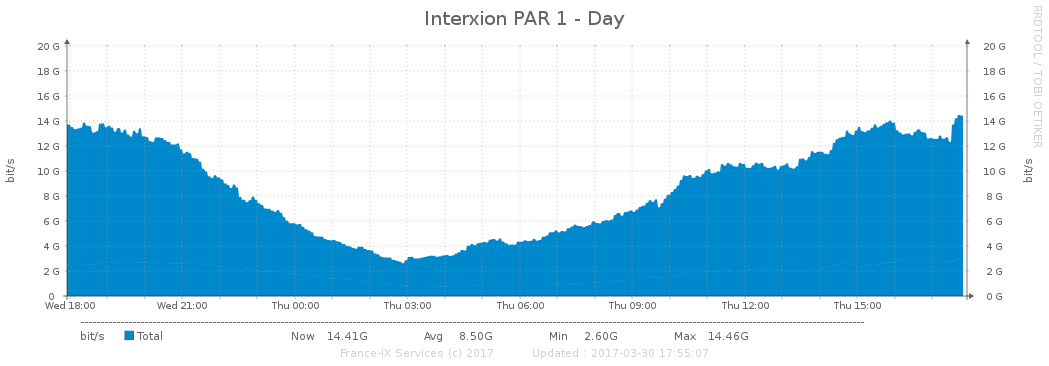 Interxion PAR 1 - Day
RRDTOOL / TOBI OETIKER
bit/s
bit/s
20 G 20 G
18 G 18 G
16 G 16 G
14 G 14 G
12 G 12 G
10 G 10 G
8 G 8 G
6 G 6 G
4 G 4 G
2 G 2 G
0 0 G
Wed 18:00 Wed 21:00 Thu 00:00 Thu 03:00 Thu 06:00 Thu 09:00 Thu 12:00 Thu 15:00
bit/s Total Now 14.41G Avg 8.50G Min 2.60G Max 14.46G
France-IX Services (c) 2017 Updated : 2017-03-30 17:55:07